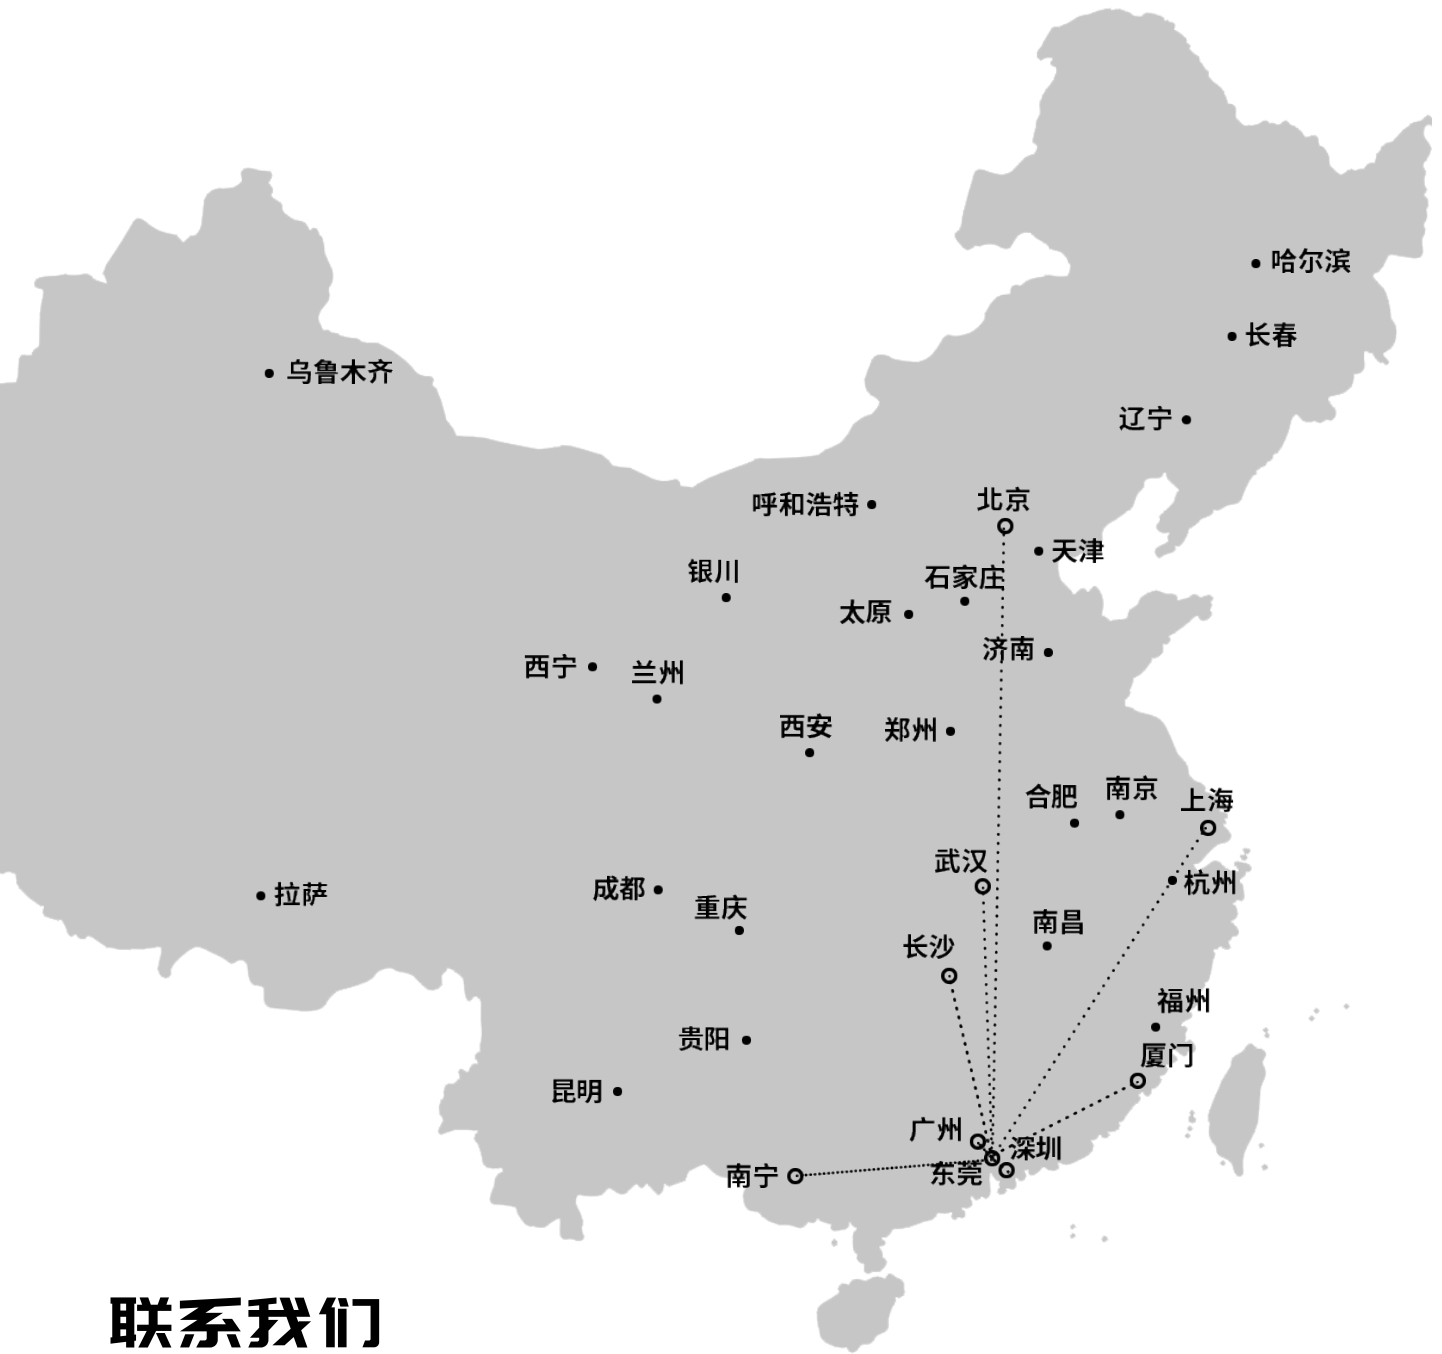 哈尔滨
长春
乌鲁木齐
辽宁
呼和浩特
北京
天津
银川
石家庄
太原
济南
西宁
兰州
西安
郑州
合肥
南京
上海
武汉
杭州
拉萨
成都
重庆
南昌
长沙
福州
贵阳
厦门
昆明
广州
深圳
东莞
南宁
联系我们